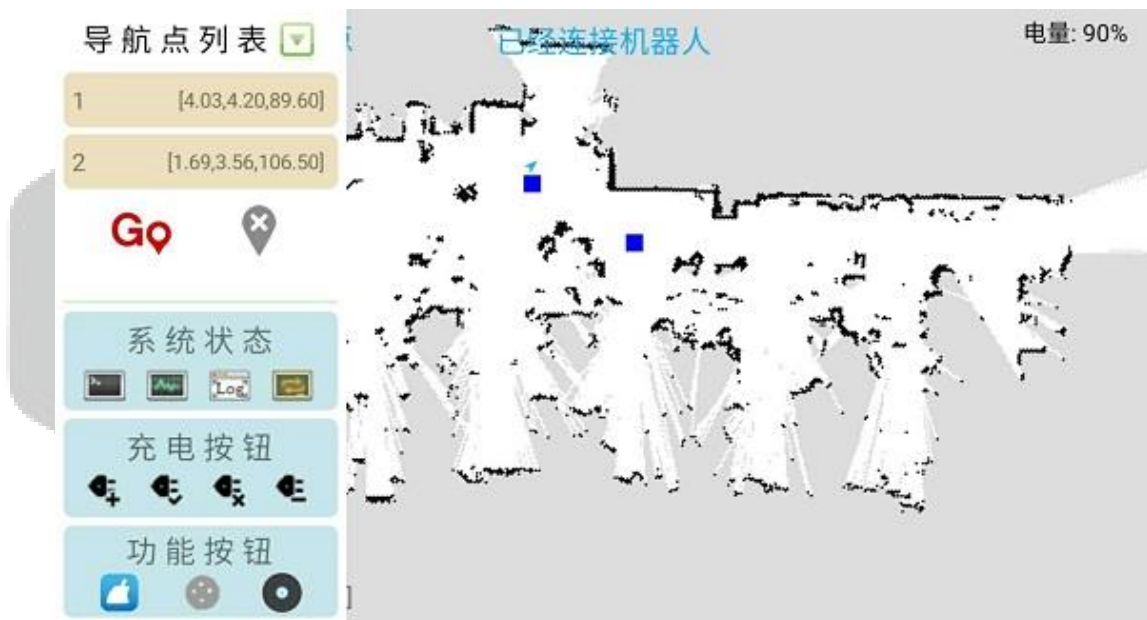 导航点列表
已经连接机器人
电量: 90%
1 [4.03,4.20,89.60]
2 [1.69,3.56,106.50]
Go
系统状态
Log
充电按钮
功能按钮
]